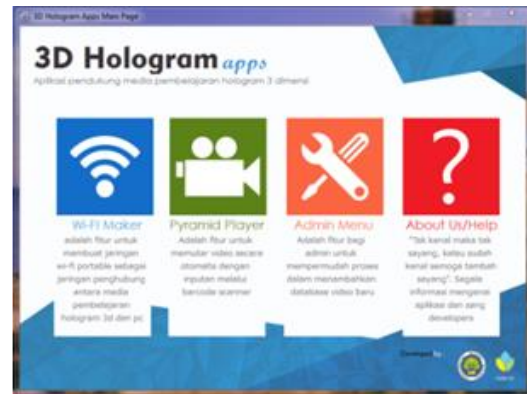 3D Hologram Apps Main Page
3D Hologram apps
Aplikasi pendukung media pembelajaran hologram 3 dimensi
Wi-Fi Maker
adalah fitur untuk
membuat jaringan
wi-fi portable sebagai
jaringan penghubung
antara media
pembelajaran
hologram 3d dan pc
Pyramid Player
Adalah fitur untuk
memutar video secara
otomatis dengan
inputan melalui
barcode scanner
Admin Menu
Adalah fitur bagi
admin untuk
mempermudah proses
dalam menambahkan
database video baru
?
About Us/Help
"Tak kenal maka tak
sayang, kalau sudah
kenal semoga tambah
sayang". Segala
informasi mengenai
aplikasi dan sang
developers
Developed by